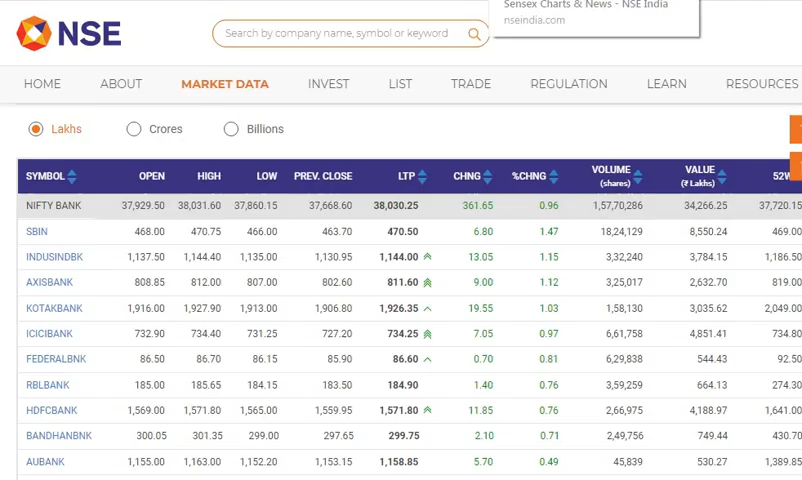 Sensex Charts & News - NSE India
nseindia.com
NSE
Search by company name, symbol or keyword
HOME ABOUT MARKET DATA INVEST LIST TRADE REGULATION LEARN RESOURCES
Lakhs Crores Billions
SYMBOL OPEN HIGH LOW PREV. CLOSE LTP CHNG %CHNG VOLUME (shares) VALUE (₹ Lakhs) 52W
NIFTY BANK 37,929.50 38,031.60 37,860.15 37,668.60 38,030.25 361.65 0.96 1,57,70,286 34,266.25 37,720.15
SBIN 468.00 470.75 466.00 463.70 470.50 6.80 1.47 18,24,129 8,550.24 469.00
INDUSINDBK 1,137.50 1,144.40 1,135.00 1,130.95 1,144.00 13.05 1.15 3,32,240 3,784.15 1,186.50
AXISBANK 808.85 812.00 807.00 802.60 811.60 9.00 1.12 3,25,017 2,632.70 819.00
KOTAKBANK 1,916.00 1,927.90 1,913.00 1,906.80 1,926.35 19.55 1.03 1,58,130 3,035.62 2,049.00
ICICIBANK 732.90 734.40 731.25 727.20 734.25 7.05 0.97 6,61,758 4,851.41 734.80
FEDERALBNK 86.50 86.70 86.15 85.90 86.60 0.70 0.81 6,29,838 544.43 92.50
RBLBANK 185.00 185.65 184.15 183.50 184.90 1.40 0.76 3,59,259 664.13 274.30
HDFCBANK 1,569.00 1,571.80 1,565.00 1,559.95 1,571.80 11.85 0.76 2,66,975 4,188.97 1,641.00
BANDHANBNK 300.05 301.35 299.00 297.65 299.75 2.10 0.71 2,49,756 749.44 430.70
AUBANK 1,155.00 1,163.00 1,152.20 1,153.15 1,158.85 5.70 0.49 45,839 530.27 1,389.85